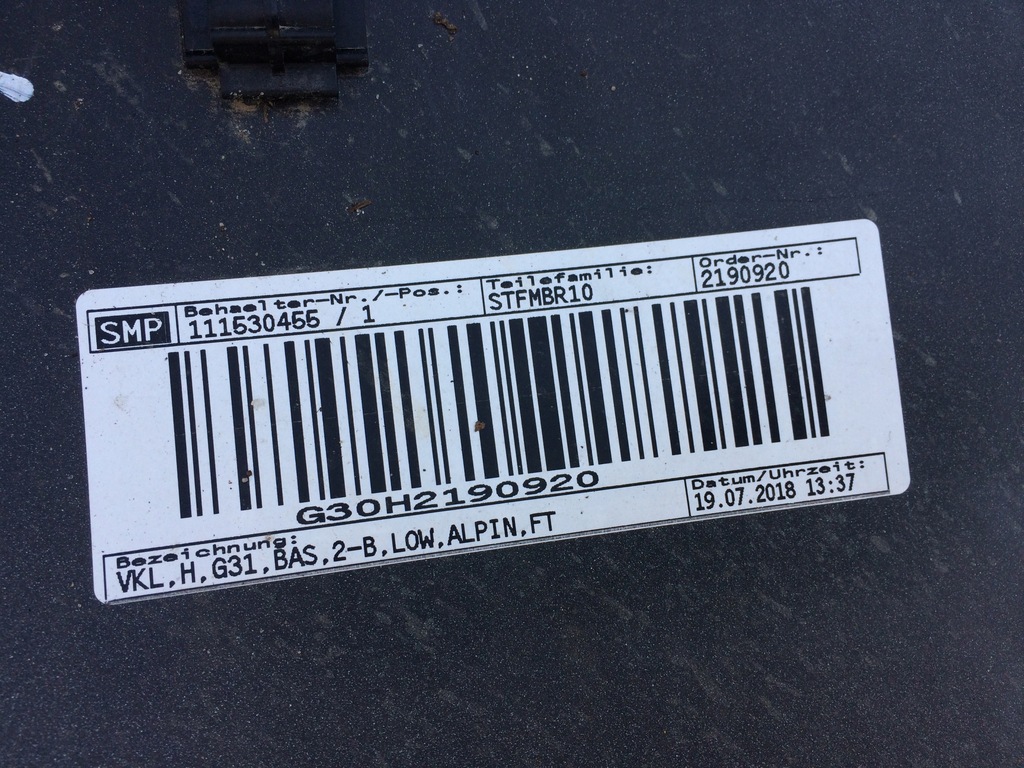 SMP
Behaelter-Nr./-Pos.:
111530455 / 1
Teilefamilie:
STFMBR10
Order-Nr.:
2190920
G30H2190920
Datum/Uhrzeit:
19.07.2018 13:37
Bezeichnung:
VKL,H,G31,BAS,2-B,LOW,ALPIN,FT